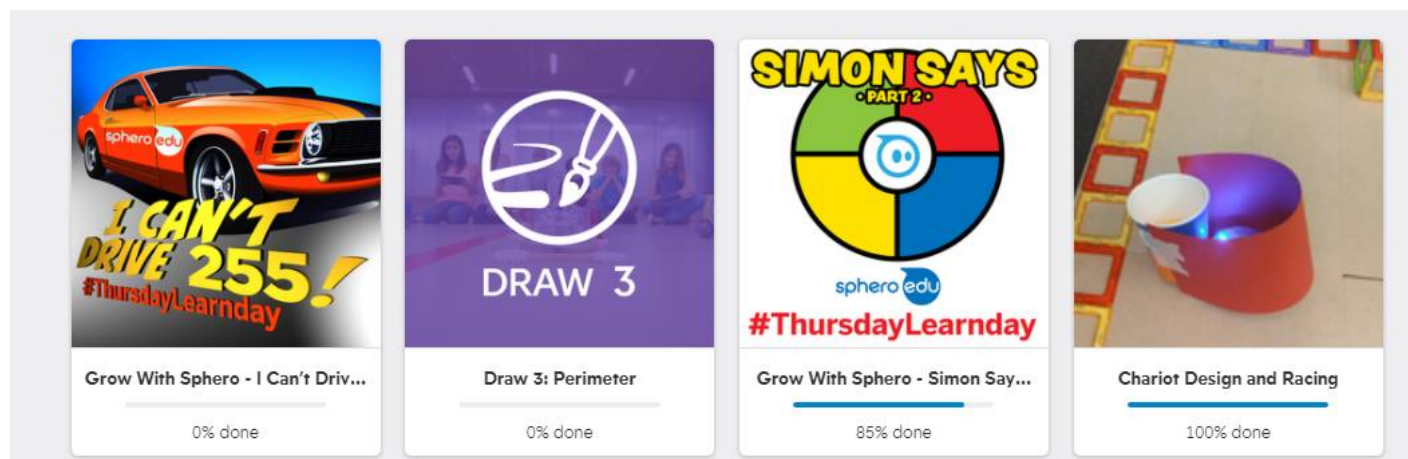 sphero edu
I CAN'T
DRIVE 255!
#ThursdayLearnday
Grow With Sphero - I Can't Driv...
0% done
DRAW 3
Draw 3: Perimeter
0% done
SIMON SAYS
• PART 2 •
sphero edu
#ThursdayLearnday
Grow With Sphero - Simon Say...
85% done
Chariot Design and Racing
100% done